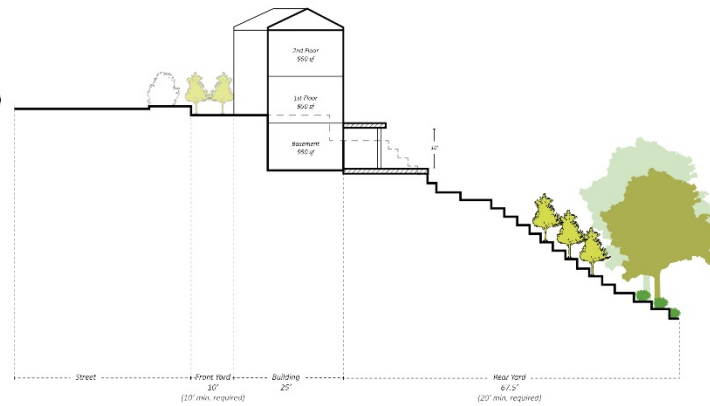 2nd Floor
950 sf
1st Floor
950 sf
Basement
950 sf
10'
Street
Front Yard
10'
(10' min. required)
Building
25'
Rear Yard
67.5'
(20' min. required)